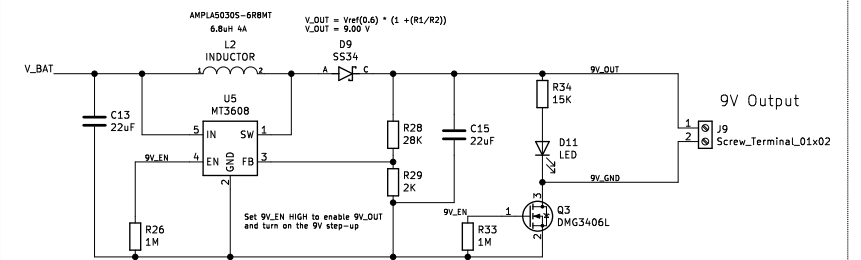 AMPLA5030S-6R8MT
6.8uH 4A
V_OUT = Vref(0.6) * (1 +(R1/R2))
V_OUT = 9.00 V
L2
INDUCTOR
D9
SS34
V_BAT
1
2
A
C
9V_OUT
R34
15K
9V Output
C13
22uF
U5
MT3608
5
IN
SW
1
4
EN
GND
FB
3
2
9V_EN
R28
28K
C15
22uF
D11
LED
1
2
J9
Screw_Terminal_01x02
R29
2K
9V_GND
R26
1M
Set 9V_EN HIGH to enable 9V_OUT
and turn on the 9V step-up
9V_EN
R33
1M
1
3
2
Q3
DMG3406L